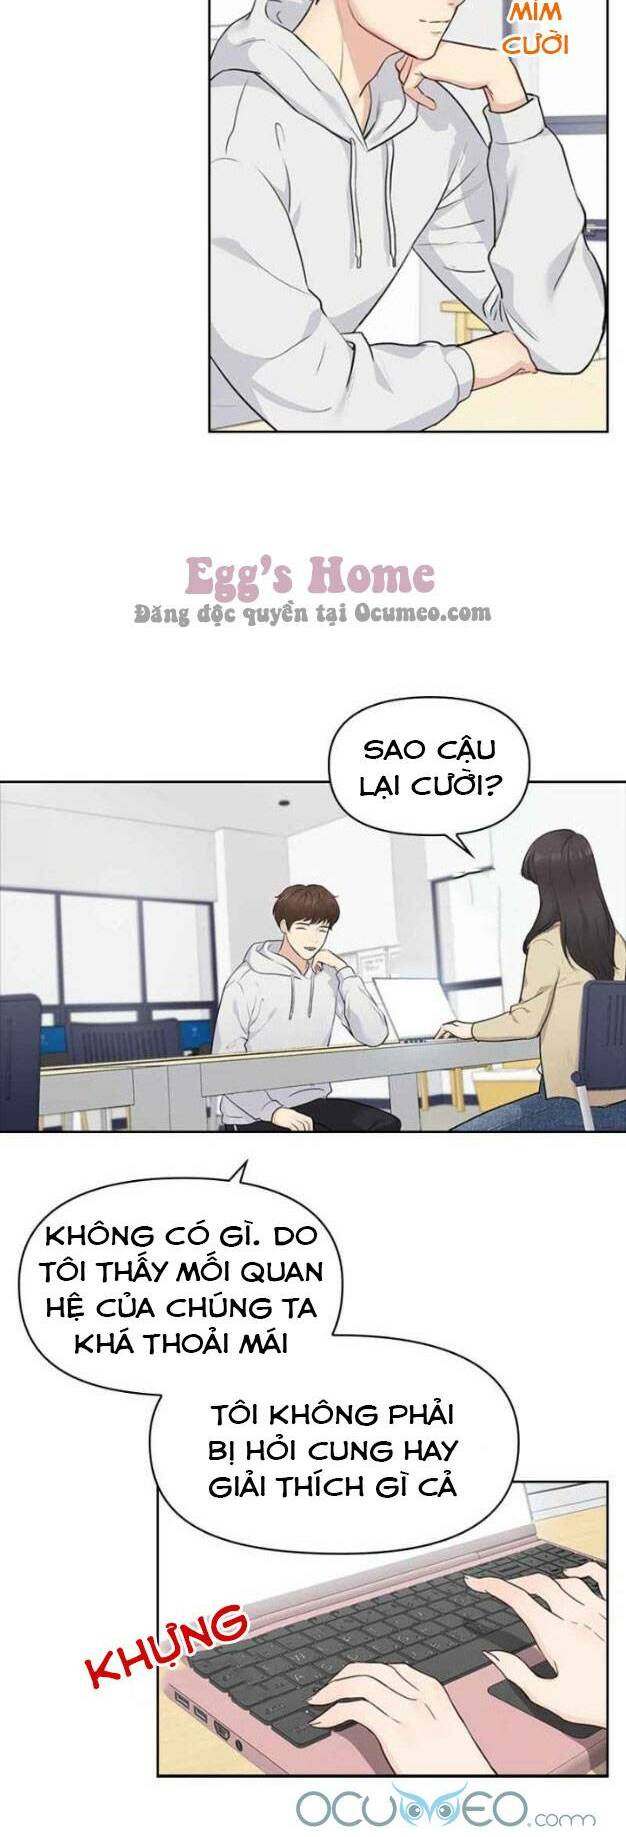 MỈM
CƯỜI
Egg's Home
Đăng độc quyền tại Ocumeo.com
SAO CẬU
LẠI CƯỜI?
KHÔNG CÓ GÌ. DO
TÔI THẤY MỐI QUAN
HỆ CỦA CHÚNG TA
KHÁ THOẢI MÁI
TÔI KHÔNG PHẢI
BỊ HỎI CUNG HAY
GIẢI THÍCH GÌ CẢ
KHỰNG
OCUMEO.comm